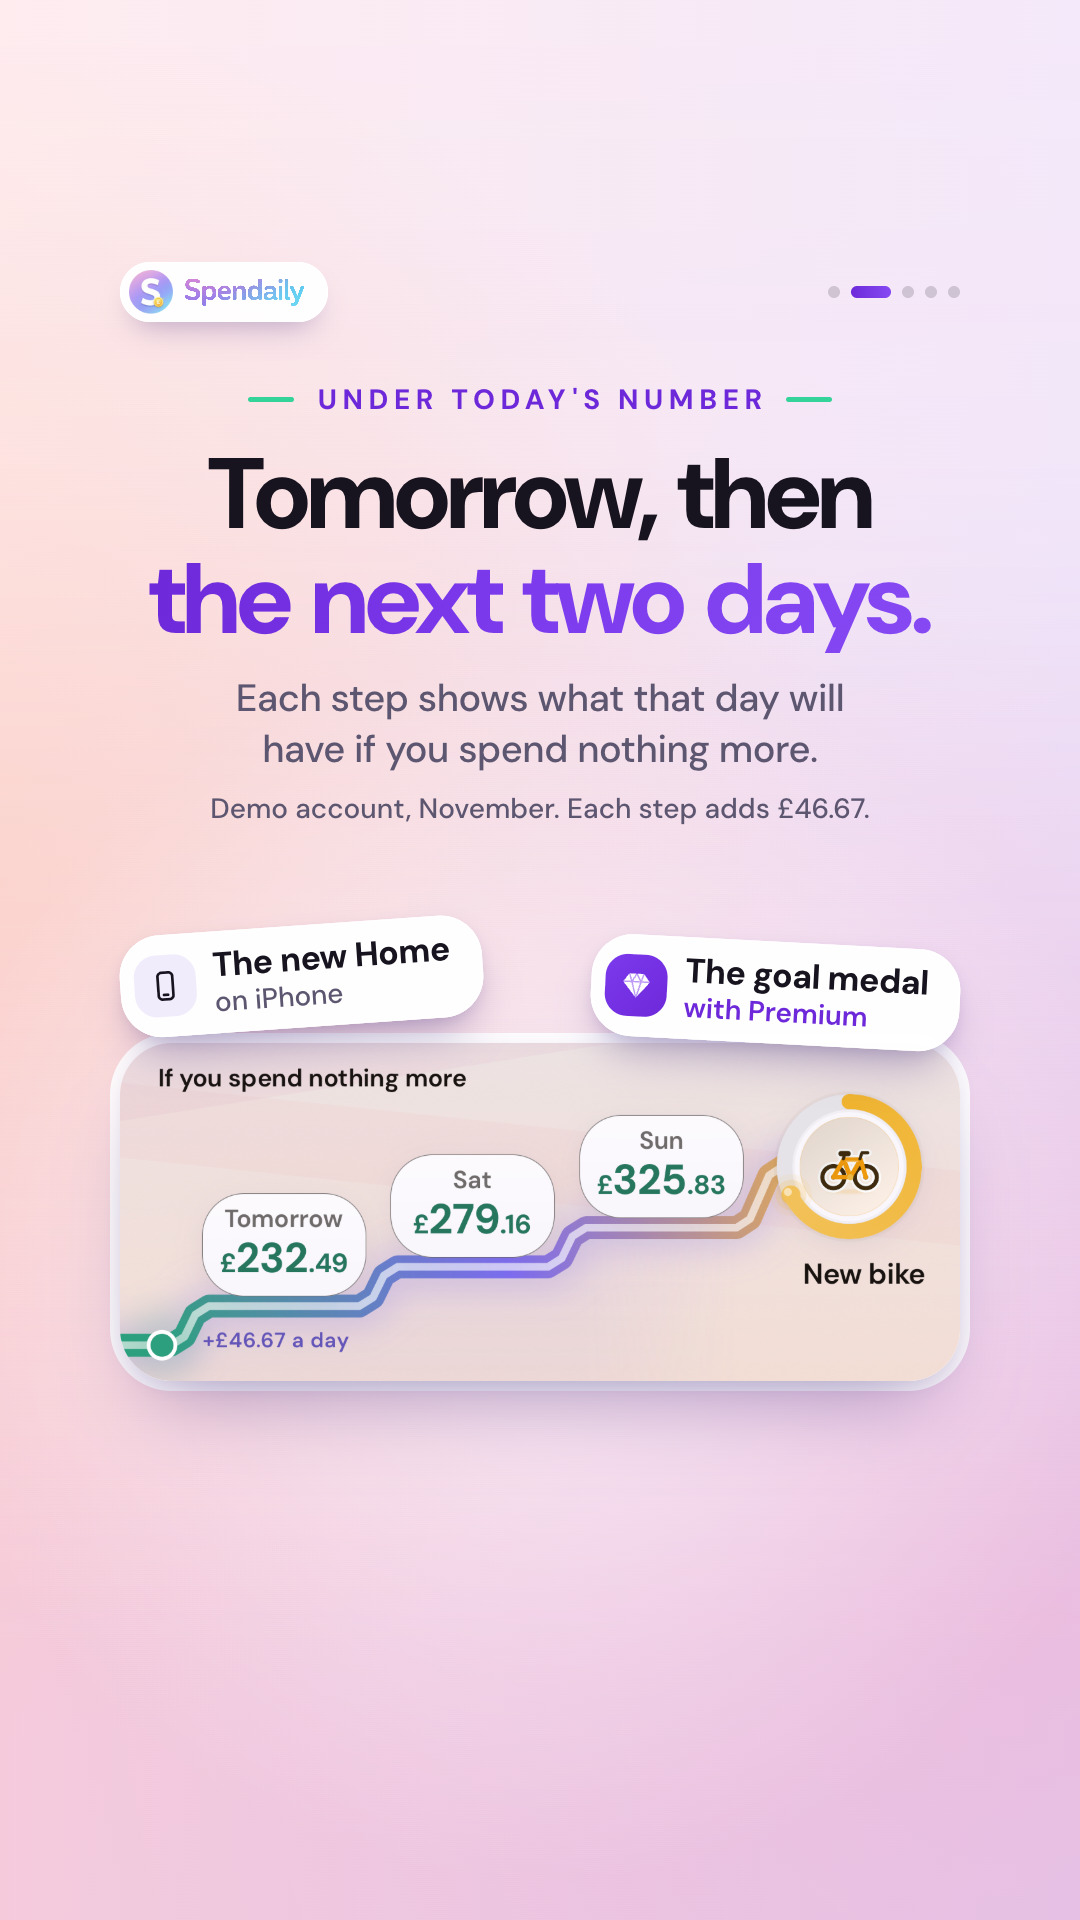 Spendaily
UNDER TODAY'S NUMBER
Tomorrow, then
the next two days.
Each step shows what that day will
have if you spend nothing more.
Demo account, November. Each step adds £46.67.
The new Home
on iPhone
The goal medal
with Premium
If you spend nothing more
Tomorrow
£232.49
Sat
£279.16
Sun
£325.83
+£46.67 a day
New bike